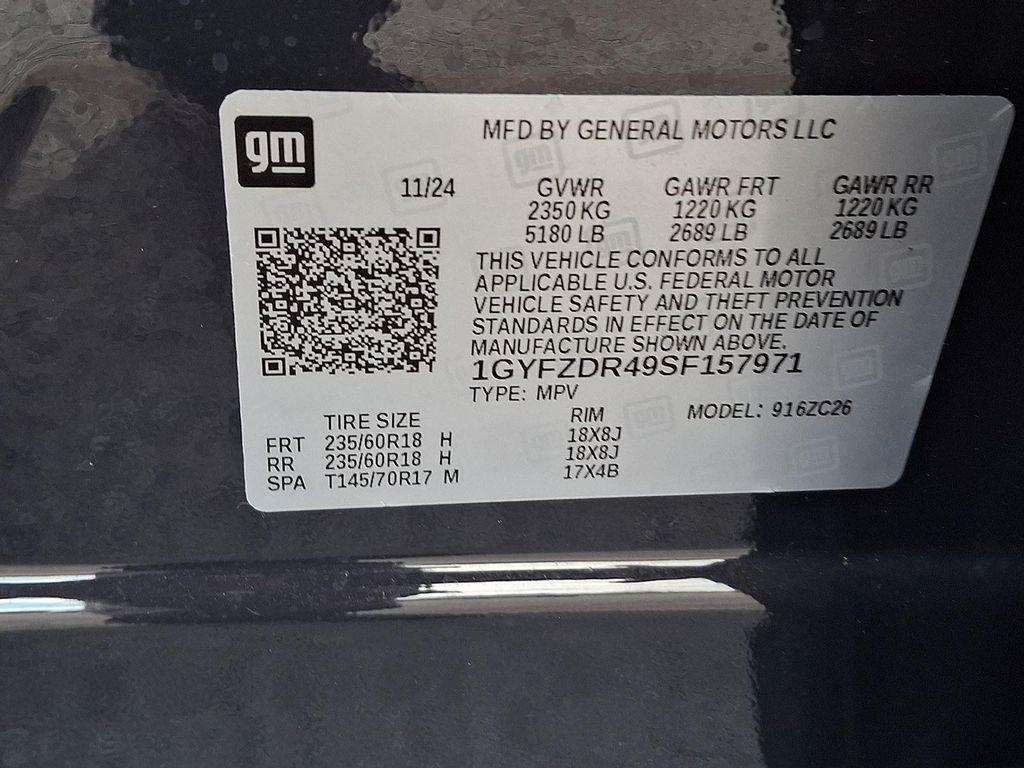 gm
MFD BY GENERAL MOTORS LLC
11/24 GVWR GAWR FRT GAWR RR
2350 KG 1220 KG 1220 KG
5180 LB 2689 LB 2689 LB
THIS VEHICLE CONFORMS TO ALL
APPLICABLE U.S. FEDERAL MOTOR
VEHICLE SAFETY AND THEFT PREVENTION
STANDARDS IN EFFECT ON THE DATE OF
MANUFACTURE SHOWN ABOVE.
1GYFZDR49SF157971
TYPE: MPV
TIRE SIZE RIM MODEL: 916ZC26
FRT 235/60R18 H 18X8J
RR 235/60R18 H 18X8J
SPA T145/70R17 M 17X4B